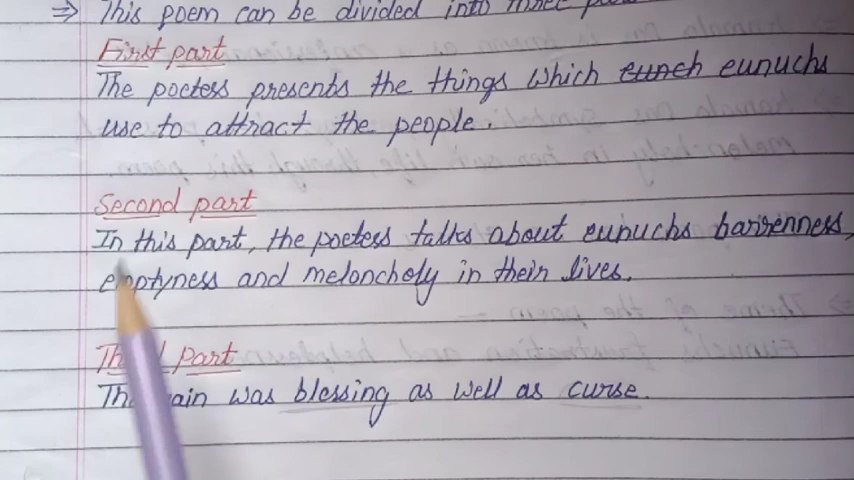 ⇒ This poem can be divided into three
First part
The poetess presents the things which eunch eunuchs
use to attract the people.
Second part
In this part, the poetess talks about eunuchs barrenness,
emptyness and meloncholy in their lives.
Third part
The rain was blessing as well as curse.